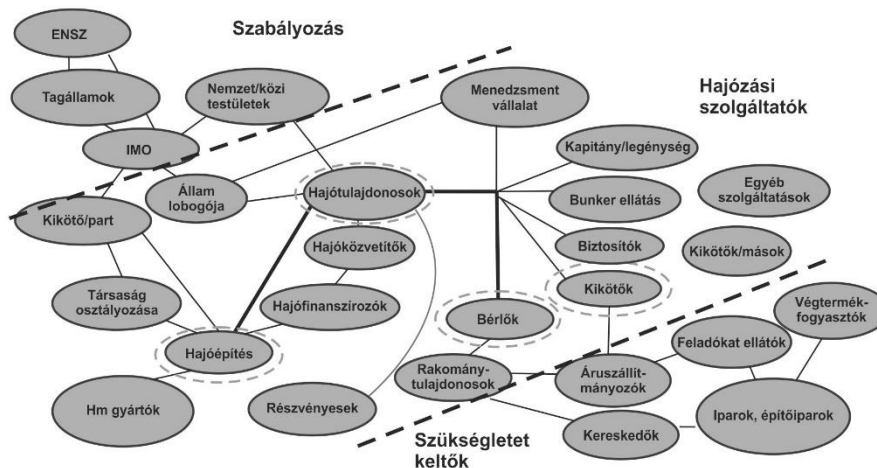 ENSZ
Szabályozás
Tagállamok
Nemzet/közi
testületek
Menedzsment
vállalat
Hajózási
szolgáltatók
IMO
Kapitány/legénység
Állam
lobogója
Hajótulajdonosok
Bunker ellátás
Egyéb
szolgáltatások
Kikötő/part
Hajóközvetítők
Biztosítók
Kikötők/mások
Társaság
osztályozása
Hajófinanszírozók
Kikötők
Bérlők
Végtermék-
fogyasztók
Hajóépítés
Feladókat ellátók
Rakomány-
tulajdonosok
Áruszállít-
mányozók
Hm gyártók
Részvényesek
Iparok, építőiparok
Kereskedők
Szükségletet
keltők